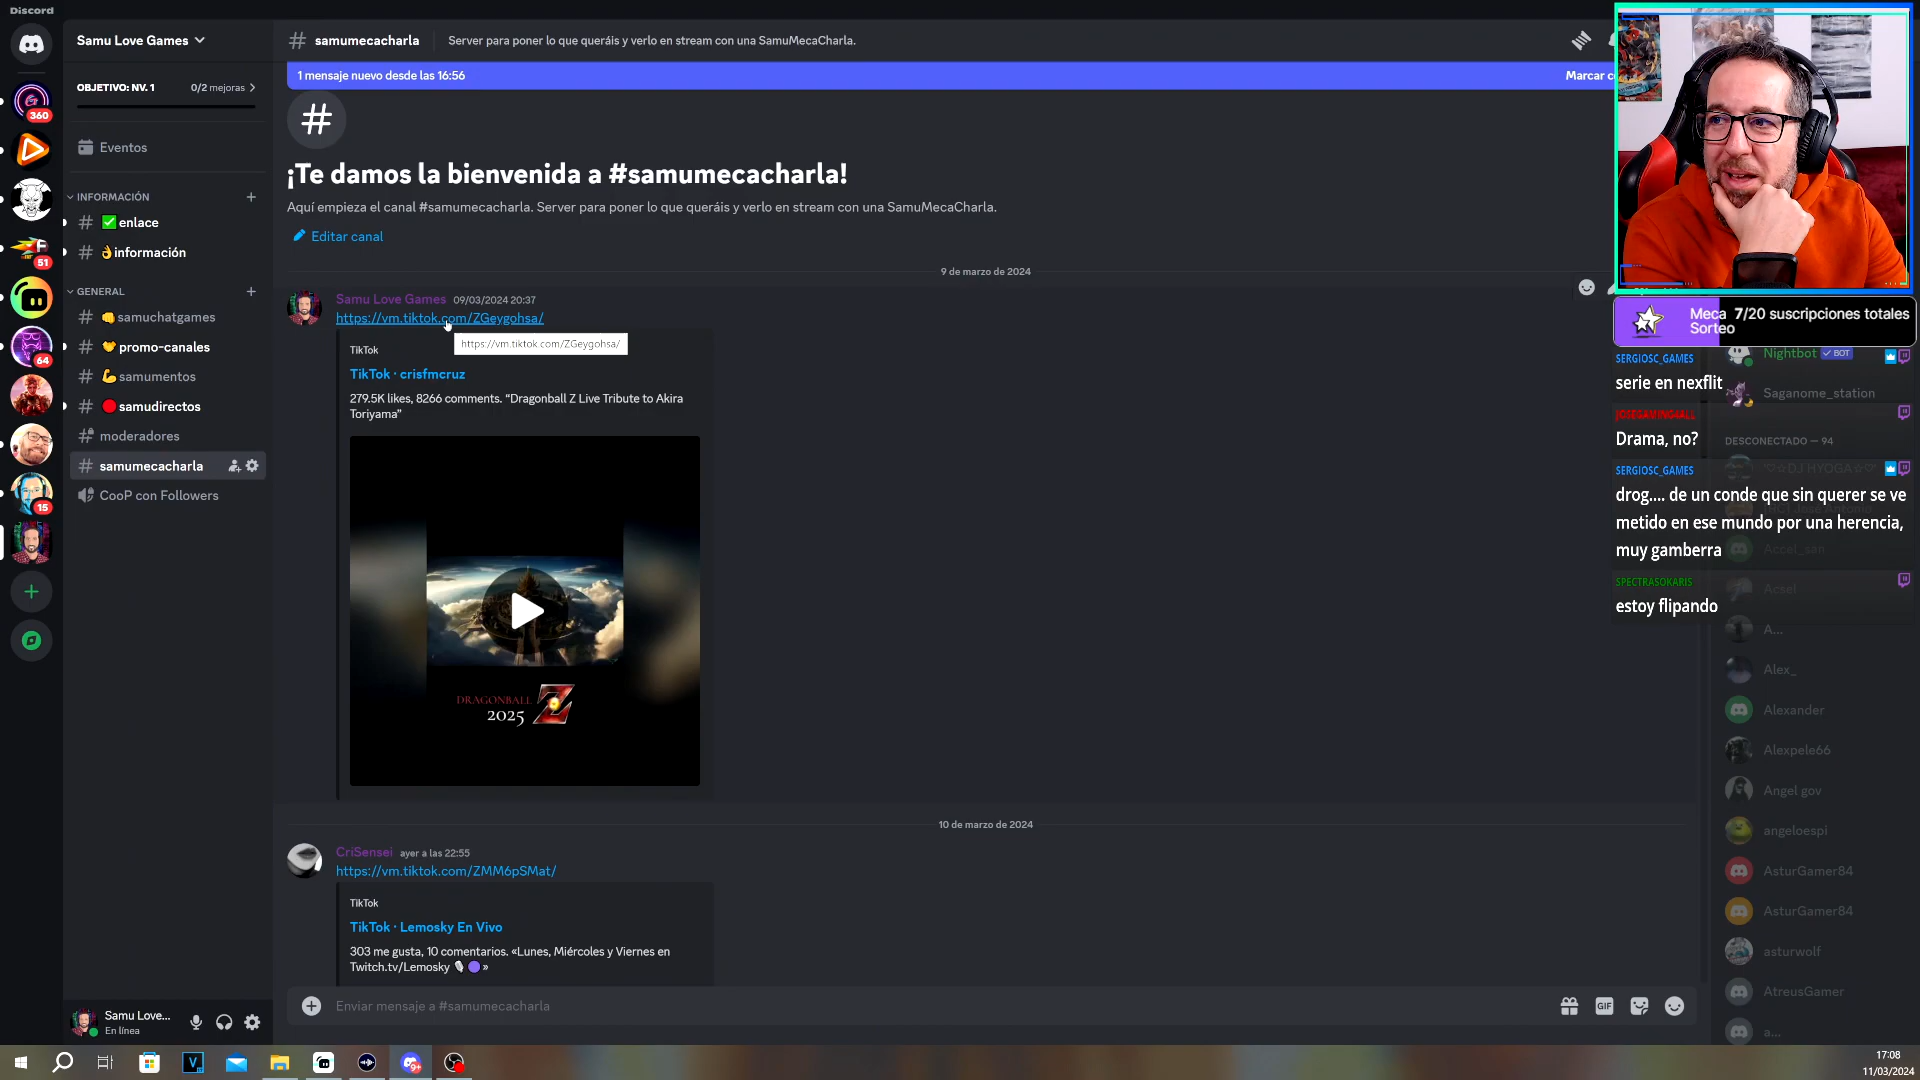 Discord
Samu Love Games
OBJETIVO: NV. 1
0/2 mejoras
Eventos
INFORMACIÓN
enlace
información
GENERAL
samuchatgames
promo-canales
samumentos
samudirectos
moderadores
samumecacharla
CooP con Followers
360
51
64
15
Samu Love...
En línea
samumecacharla
Server para poner lo que queráis y verlo en stream con una SamuMecaCharla.
1 mensaje nuevo desde las 16:56
¡Te damos la bienvenida a #samumecacharla!
Aquí empieza el canal #samumecacharla. Server para poner lo que queráis y verlo en stream con una SamuMecaCharla.
Editar canal
9 de marzo de 2024
Samu Love Games 09/03/2024 20:37
https://vm.tiktok.com/ZGeygohsa/
https://vm.tiktok.com/ZGeygohsa/
TikTok
TikTok · crisfmcruz
279.5K likes, 8266 comments. “Dragonball Z Live Tribute to Akira
Toriyama”
DRAGONBALL Z
2025
10 de marzo de 2024
CriSensei ayer a las 22:55
https://vm.tiktok.com/ZMM6pSMat/
TikTok
TikTok · Lemosky En Vivo
303 me gusta, 10 comentarios. «Lunes, Miércoles y Viernes en
Twitch.tv/Lemosky »
Enviar mensaje a #samumecacharla
GIF
Marcar
Meca
Sorteo
7/20 suscripciones totales
SERGIOSC_GAMES
serie en nexflit
JOSEGAMING4ALL
Drama, no?
SERGIOSC_GAMES
drog.... de un conde que sin querer se ve
metido en ese mundo por una herencia,
muy gamberra
SPECTRASOKARIS
estoy flipando
Nightbot BOT
Saganome_station
DESCONECTADO — 94
Accel_san
Acsel
A...
Alex_
Alexander
Alexpele66
Angel gov
angeloespi
AsturGamer84
AsturGamer84
asturwolf
AtreusGamer
a...
9+
17:08
11/03/2024